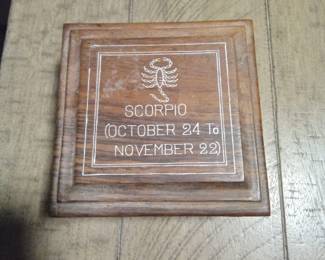 SCORPIO
(OCTOBER 24 To
NOVEMBER 22)